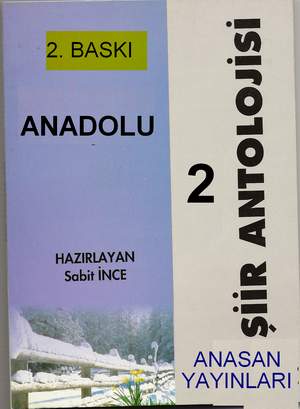 2. BASKI
ANADOLU
ŞİİR ANTOLOJİSİ
2
HAZIRLAYAN
Sabit İNCE
ANASAN
YAYINLARI